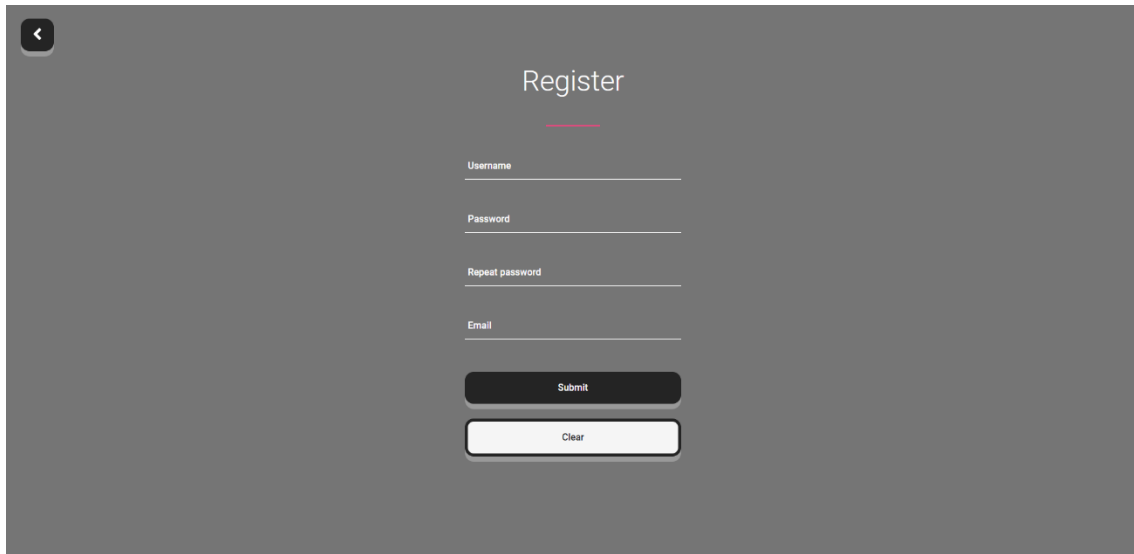 Register
Username
Password
Repeat password
Email
Submit
Clear